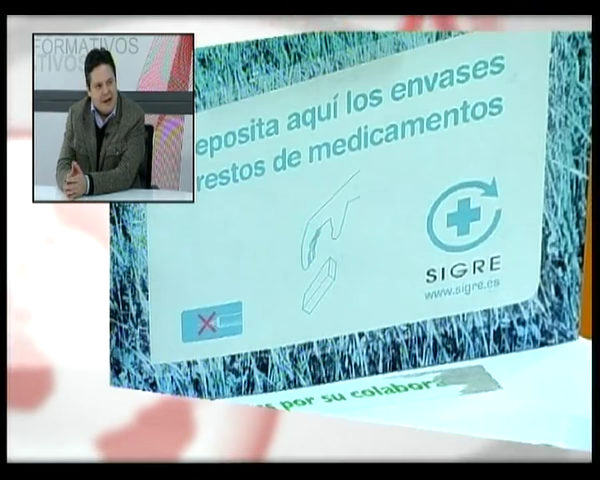 FORMATIVOS
TIVOS
eposita aquí los envases
restos de medicamentos
SIGRE
www.sigre.es
por su colabor